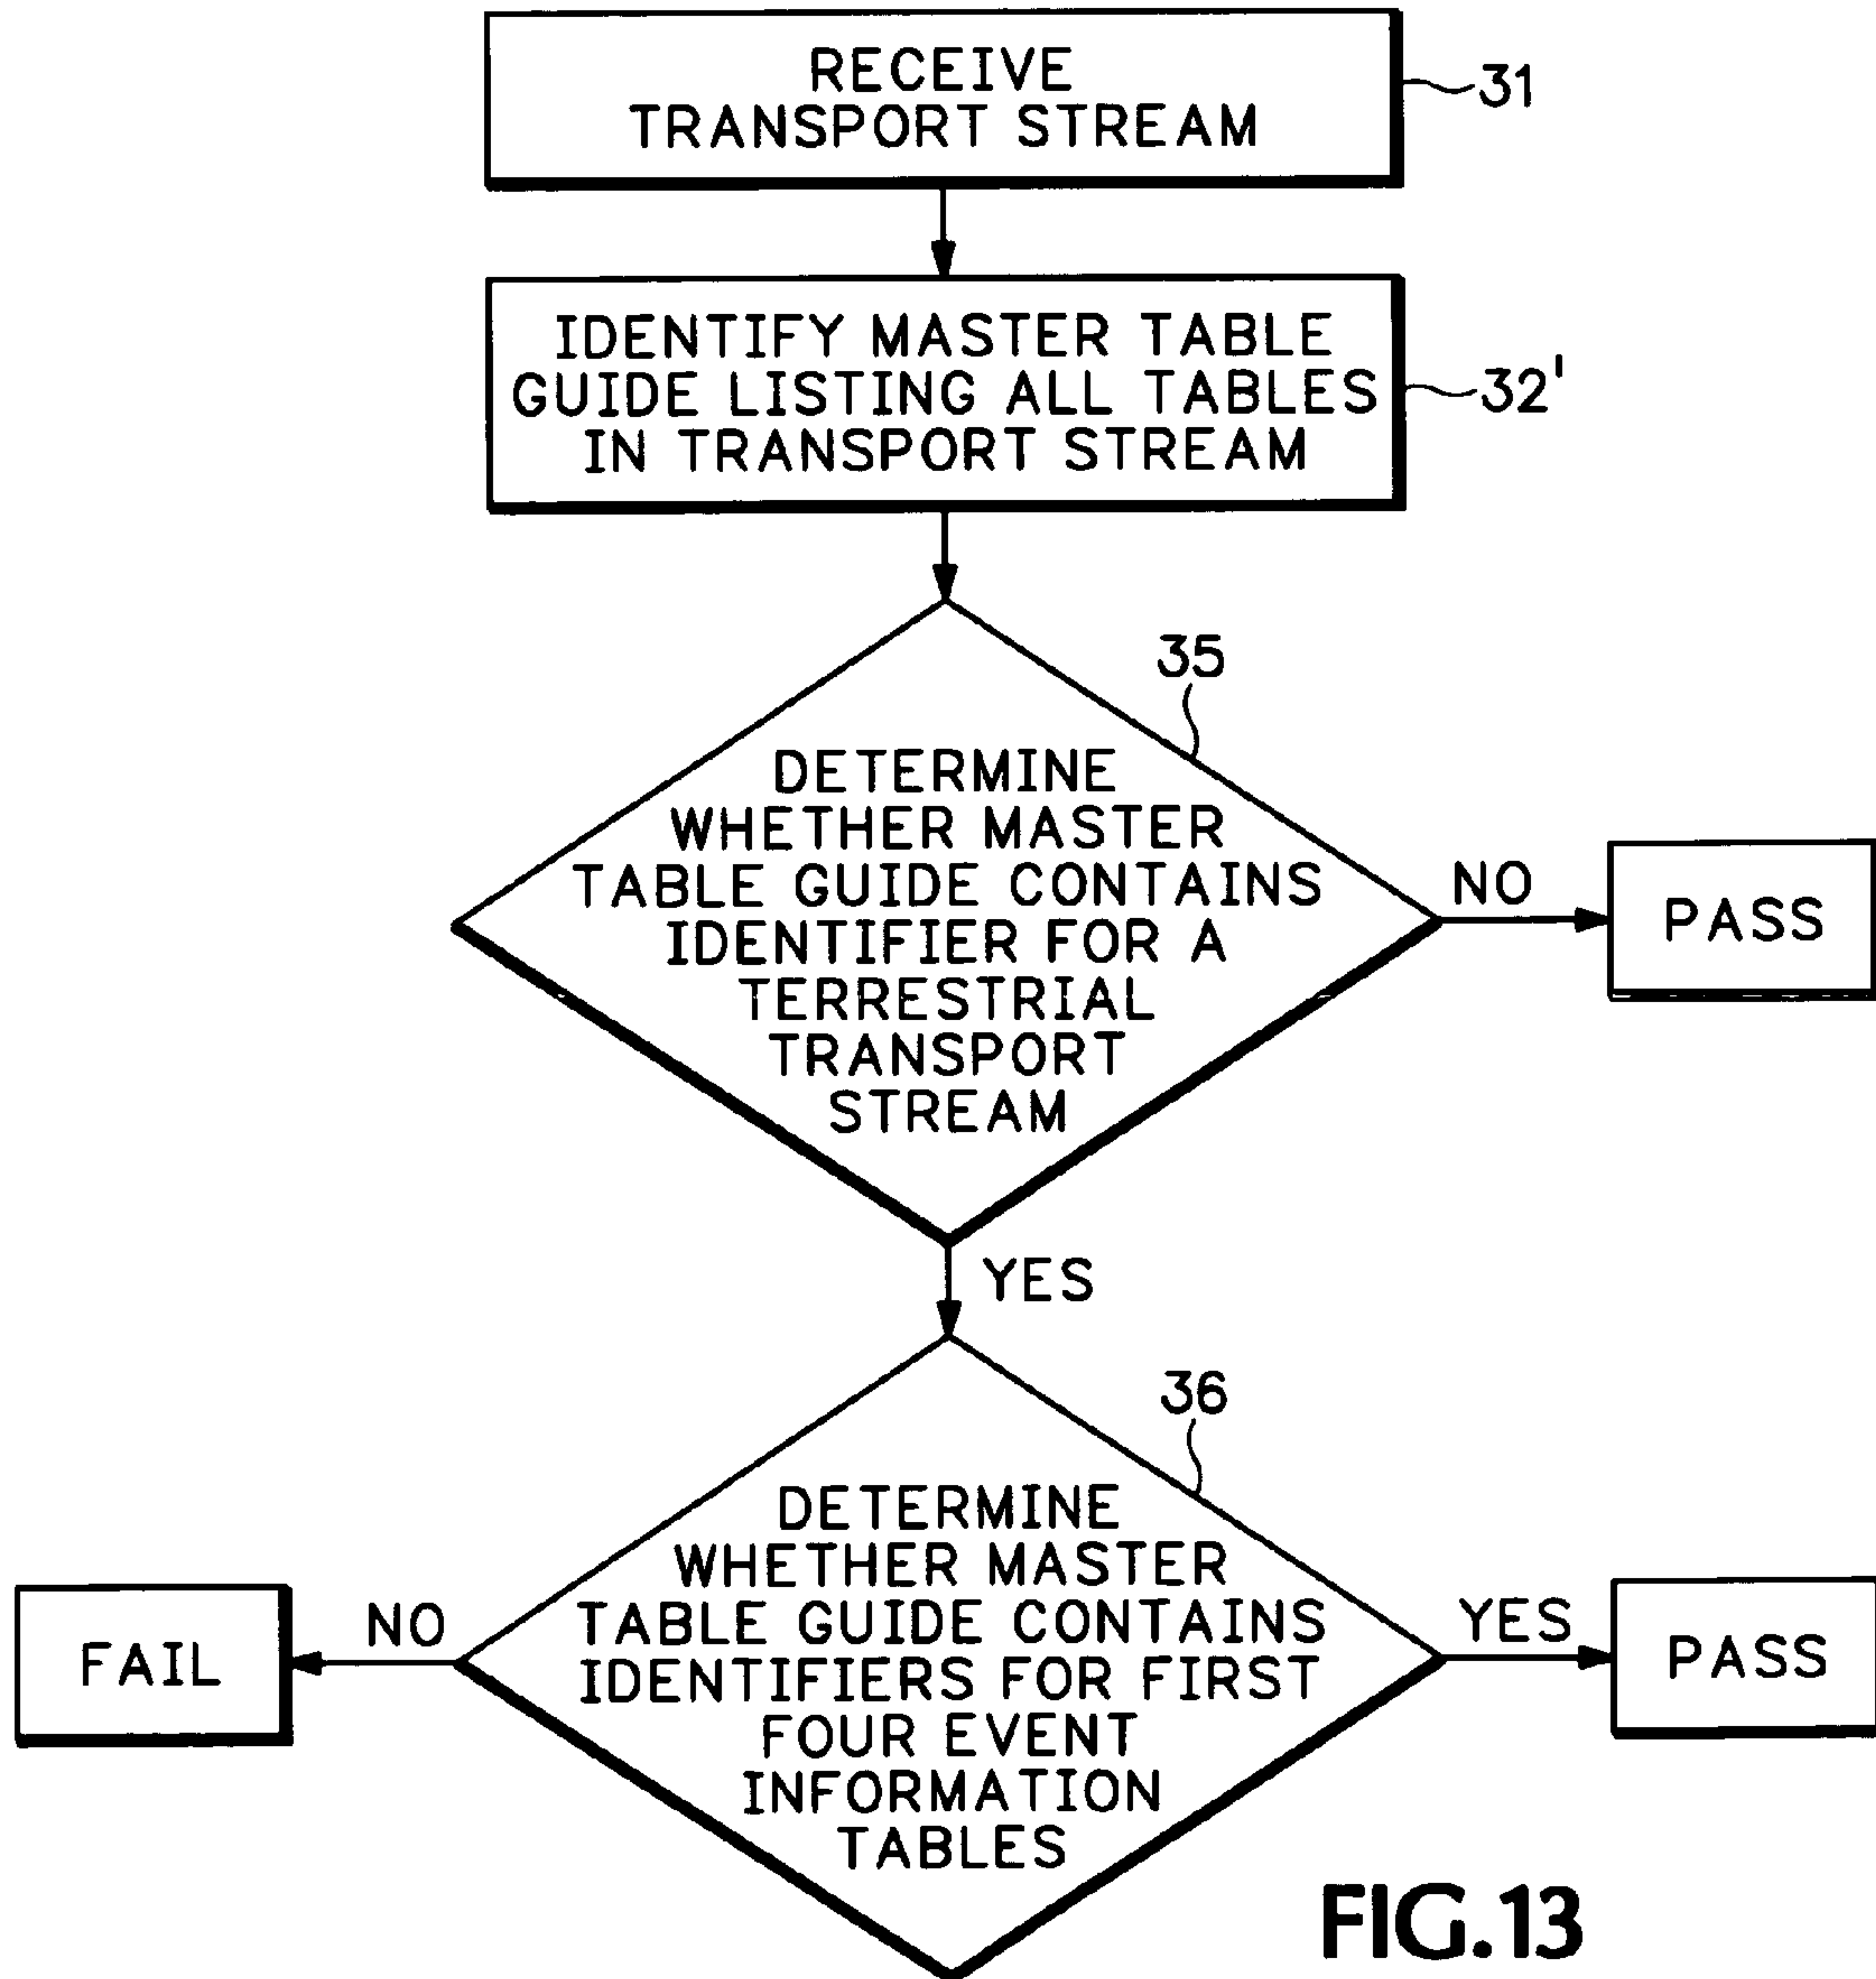 RECEIVE
TRANSPORT STREAM
31
IDENTIFY MASTER TABLE
GUIDE LISTING ALL TABLES
IN TRANSPORT STREAM
32'
35
DETERMINE
WHETHER MASTER
TABLE GUIDE CONTAINS
IDENTIFIER FOR A
TERRESTRIAL
TRANSPORT
STREAM
NO
PASS
YES
36
DETERMINE
WHETHER MASTER
TABLE GUIDE CONTAINS
IDENTIFIERS FOR FIRST
FOUR EVENT
INFORMATION
TABLES
NO
FAIL
YES
PASS
FIG.13